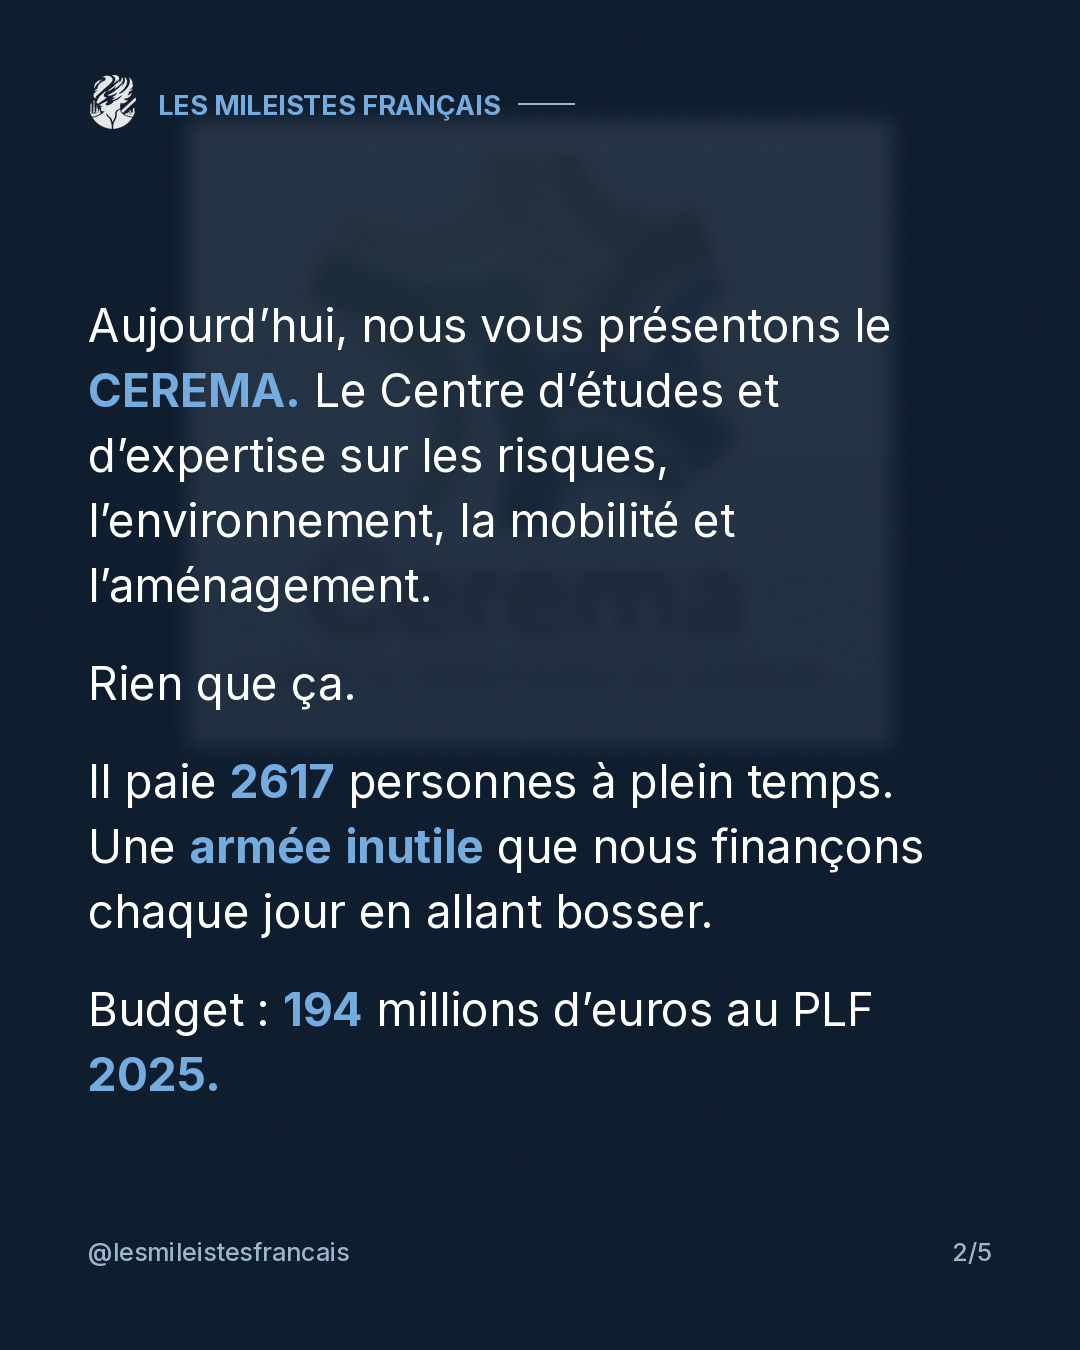 LES MILEISTES FRANÇAIS
Aujourd’hui, nous vous présentons le
CEREMA. Le Centre d’études et
d’expertise sur les risques,
l’environnement, la mobilité et
l’aménagement.
Cerema
Rien que ça.
Il paie 2617 personnes à plein temps.
Une armée inutile que nous finançons
chaque jour en allant bosser.
Budget : 194 millions d’euros au PLF
2025.
@lesmileistesfrancais
2/5